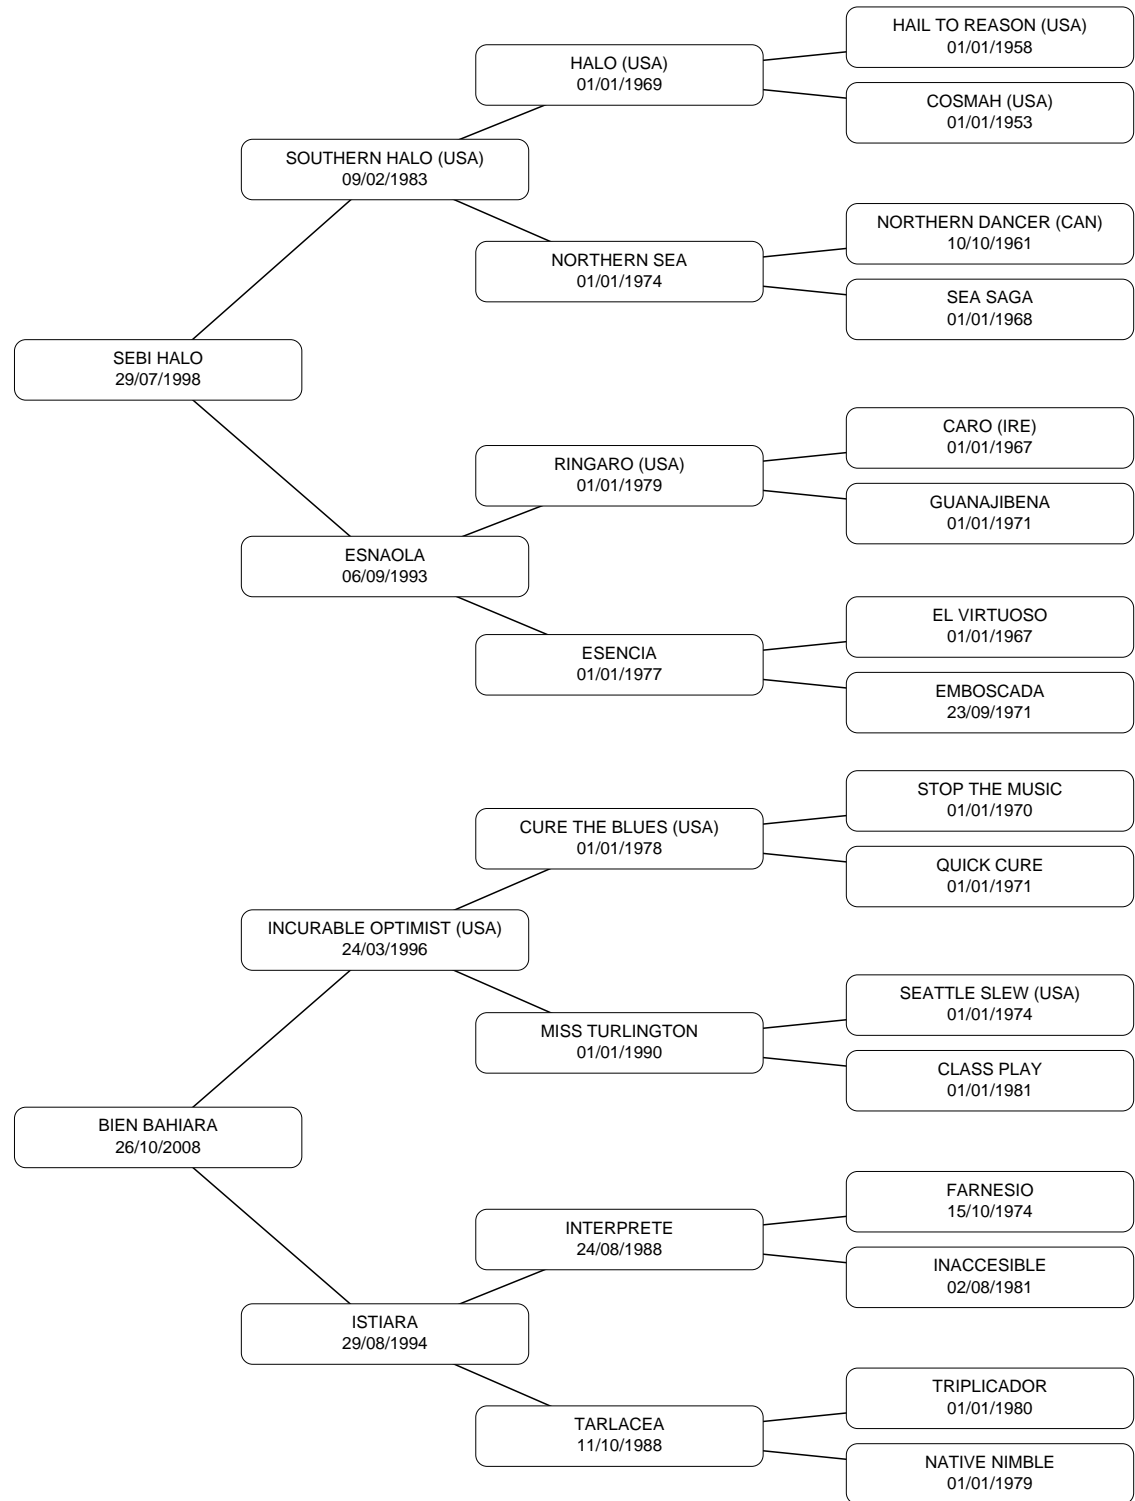 HAIL TO REASON (USA)
01/01/1958
HALO (USA)
01/01/1969
COSMAH (USA)
01/01/1953
SOUTHERN HALO (USA)
09/02/1983
NORTHERN DANCER (CAN)
10/10/1961
NORTHERN SEA
01/01/1974
SEA SAGA
01/01/1968
SEBI HALO
29/07/1998
CARO (IRE)
01/01/1967
RINGARO (USA)
01/01/1979
GUANAJIBENA
01/01/1971
ESNAOLA
06/09/1993
EL VIRTUOSO
01/01/1967
ESENCIA
01/01/1977
EMBOSCADA
23/09/1971
STOP THE MUSIC
01/01/1970
CURE THE BLUES (USA)
01/01/1978
QUICK CURE
01/01/1971
INCURABLE OPTIMIST (USA)
24/03/1996
SEATTLE SLEW (USA)
01/01/1974
MISS TURLINGTON
01/01/1990
CLASS PLAY
01/01/1981
BIEN BAHIARA
26/10/2008
FARNESIO
15/10/1974
INTERPRETE
24/08/1988
INACCESIBLE
02/08/1981
ISTIARA
29/08/1994
TRIPLICADOR
01/01/1980
TARLACEA
11/10/1988
NATIVE NIMBLE
01/01/1979